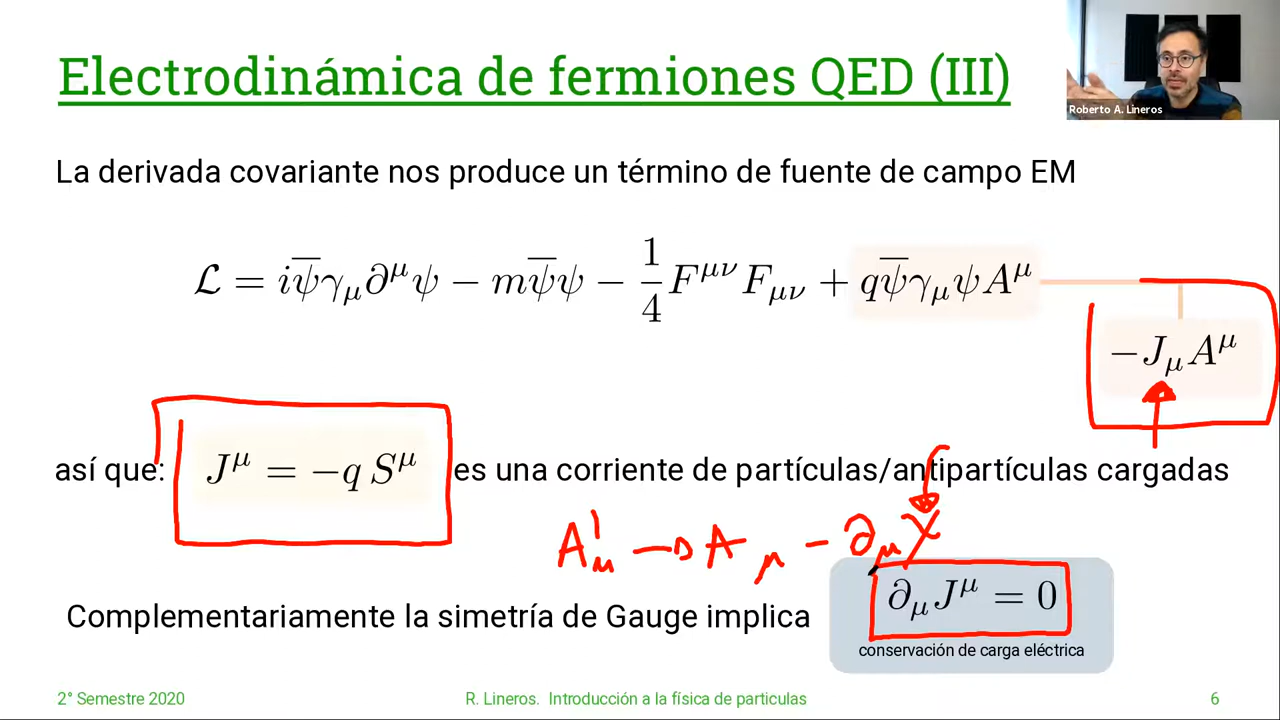 Electrodinámica de fermiones QED (III)
Roberto A. Lineros
La derivada covariante nos produce un término de fuente de campo EM
ℒ = iψ̅γ_μ∂^μψ − mψ̅ψ − 1/4 F^{μν}F_{μν} + qψ̅γ_μψA^μ
−J_μA^μ
así que: J^μ = −q S^μ es una corriente de partículas/antipartículas cargadas
A'_μ → A_μ − ∂_μχ
Complementariamente la simetría de Gauge implica ∂_μJ^μ = 0
conservación de carga eléctrica
2° Semestre 2020 R. Lineros. Introducción a la física de particulas 6